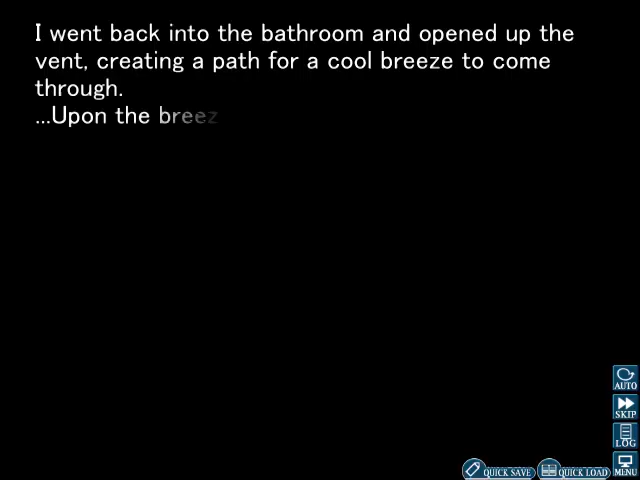 I went back into the bathroom and opened up the
vent, creating a path for a cool breeze to come
through.
...Upon the breez
AUTO
SKIP
LOG
MENU
QUICK SAVE
QUICK LOAD